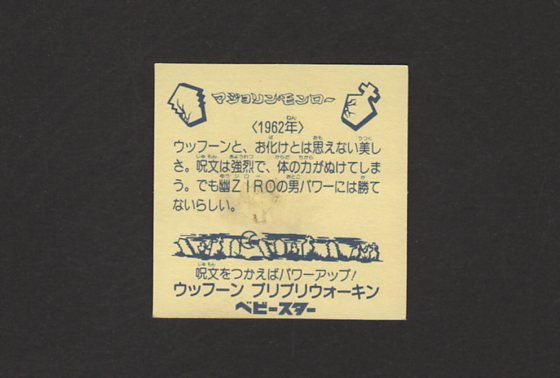 マジョリン・モンロー
〈1962年〉
ウッフーンと、お化けとは思えない美し
さ。呪文は強烈で、体の力がぬけてしま
う。でも幽ZIROの男パワーには勝て
ないらしい。
呪文をつかえばパワーアップ!
ウッフーン プリプリウォーキン
ベビースター